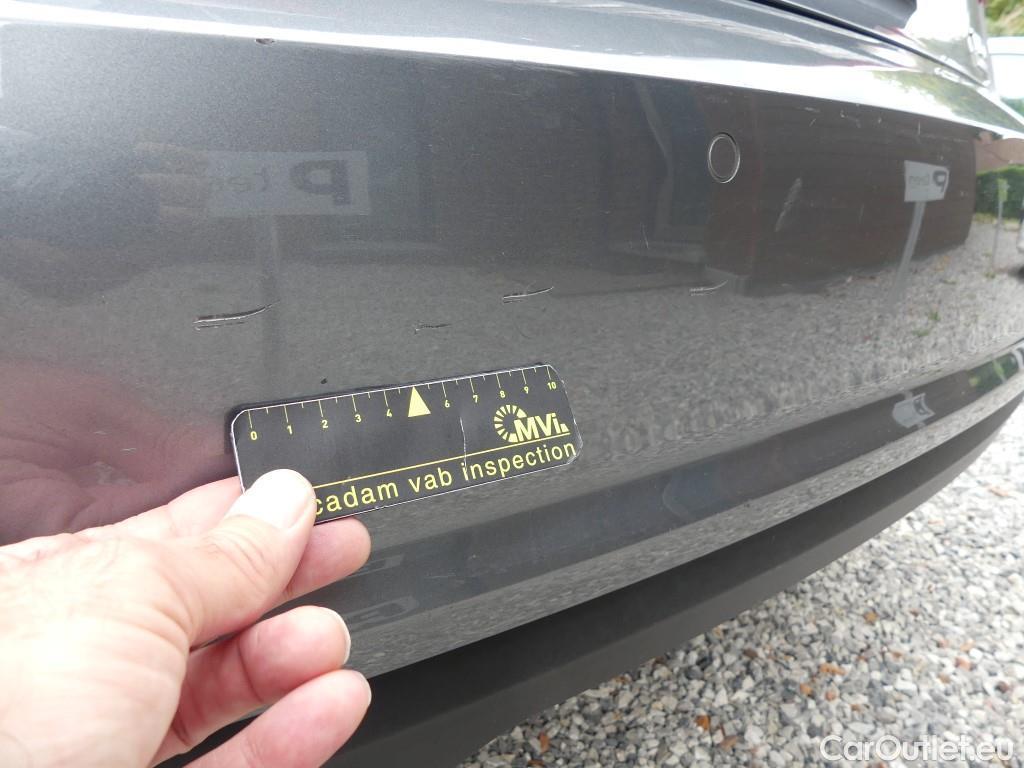 0 1 2 3 4 6 7 8 9 10
MVi
cadam vab inspection
CarOutlet.eu